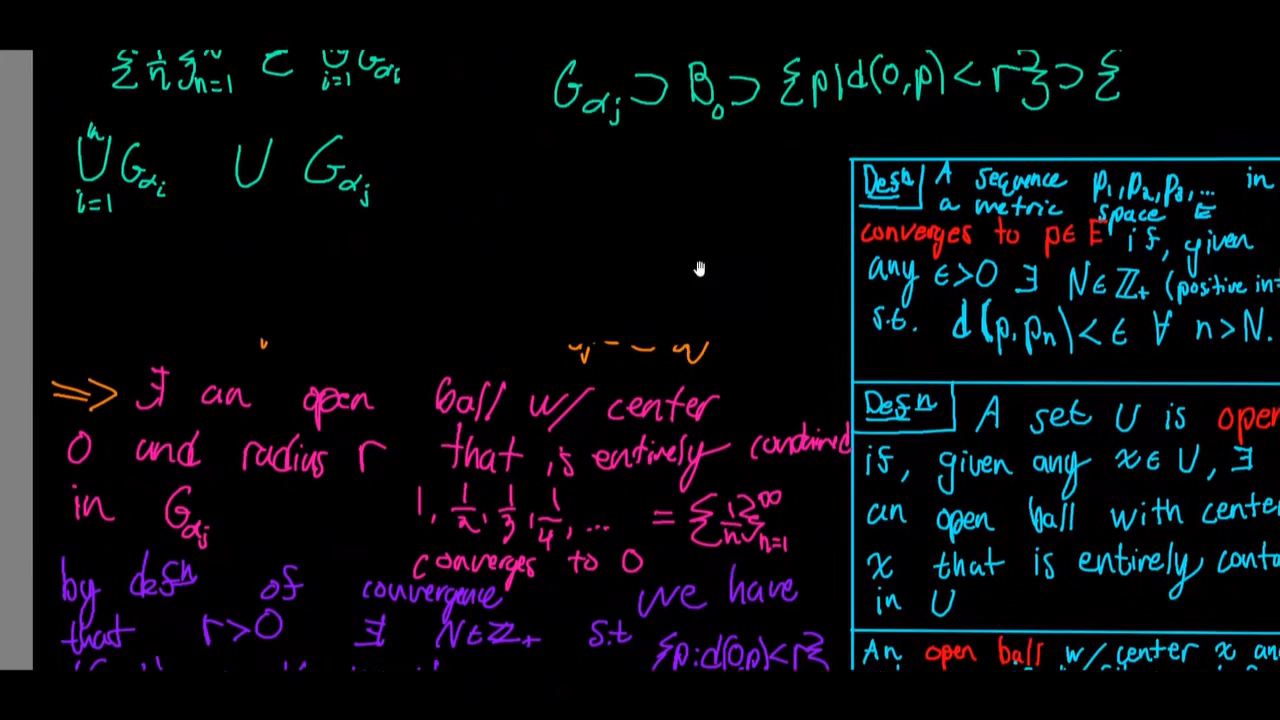 {1/n}ᴺₙ₌₁ ⊂ ⋃ᵢ₌₁ G_αᵢ
G_αⱼ ⊃ B₀ ⊃ {p|d(0,p)<r} ⊃ {
ⁿ⋃ᵢ₌₁ G_αᵢ ∪ G_αⱼ
⇒ ∃ an open ball w/ center
0 and radius r that is entirely contained
in G_αⱼ
1, 1/2, 1/3, 1/4, ... = {1/n}^∞ₙ₌₁
converges to 0
by defn of convergence we have
that r>0 ∃ N∈ℤ₊ s.t
{p:d(0,p)<r}
Defn A sequence p₁,p₂,p₃,... in
a metric space E
converges to p∈E if, given
any ϵ>0 ∃ N∈ℤ₊ (positive in
s.t. d(p,pₙ)<ϵ ∀ n>N.
Defn A set U is open
if, given any x∈U, ∃
an open ball with center
x that is entirely conta
in U
An open ball w/center x an